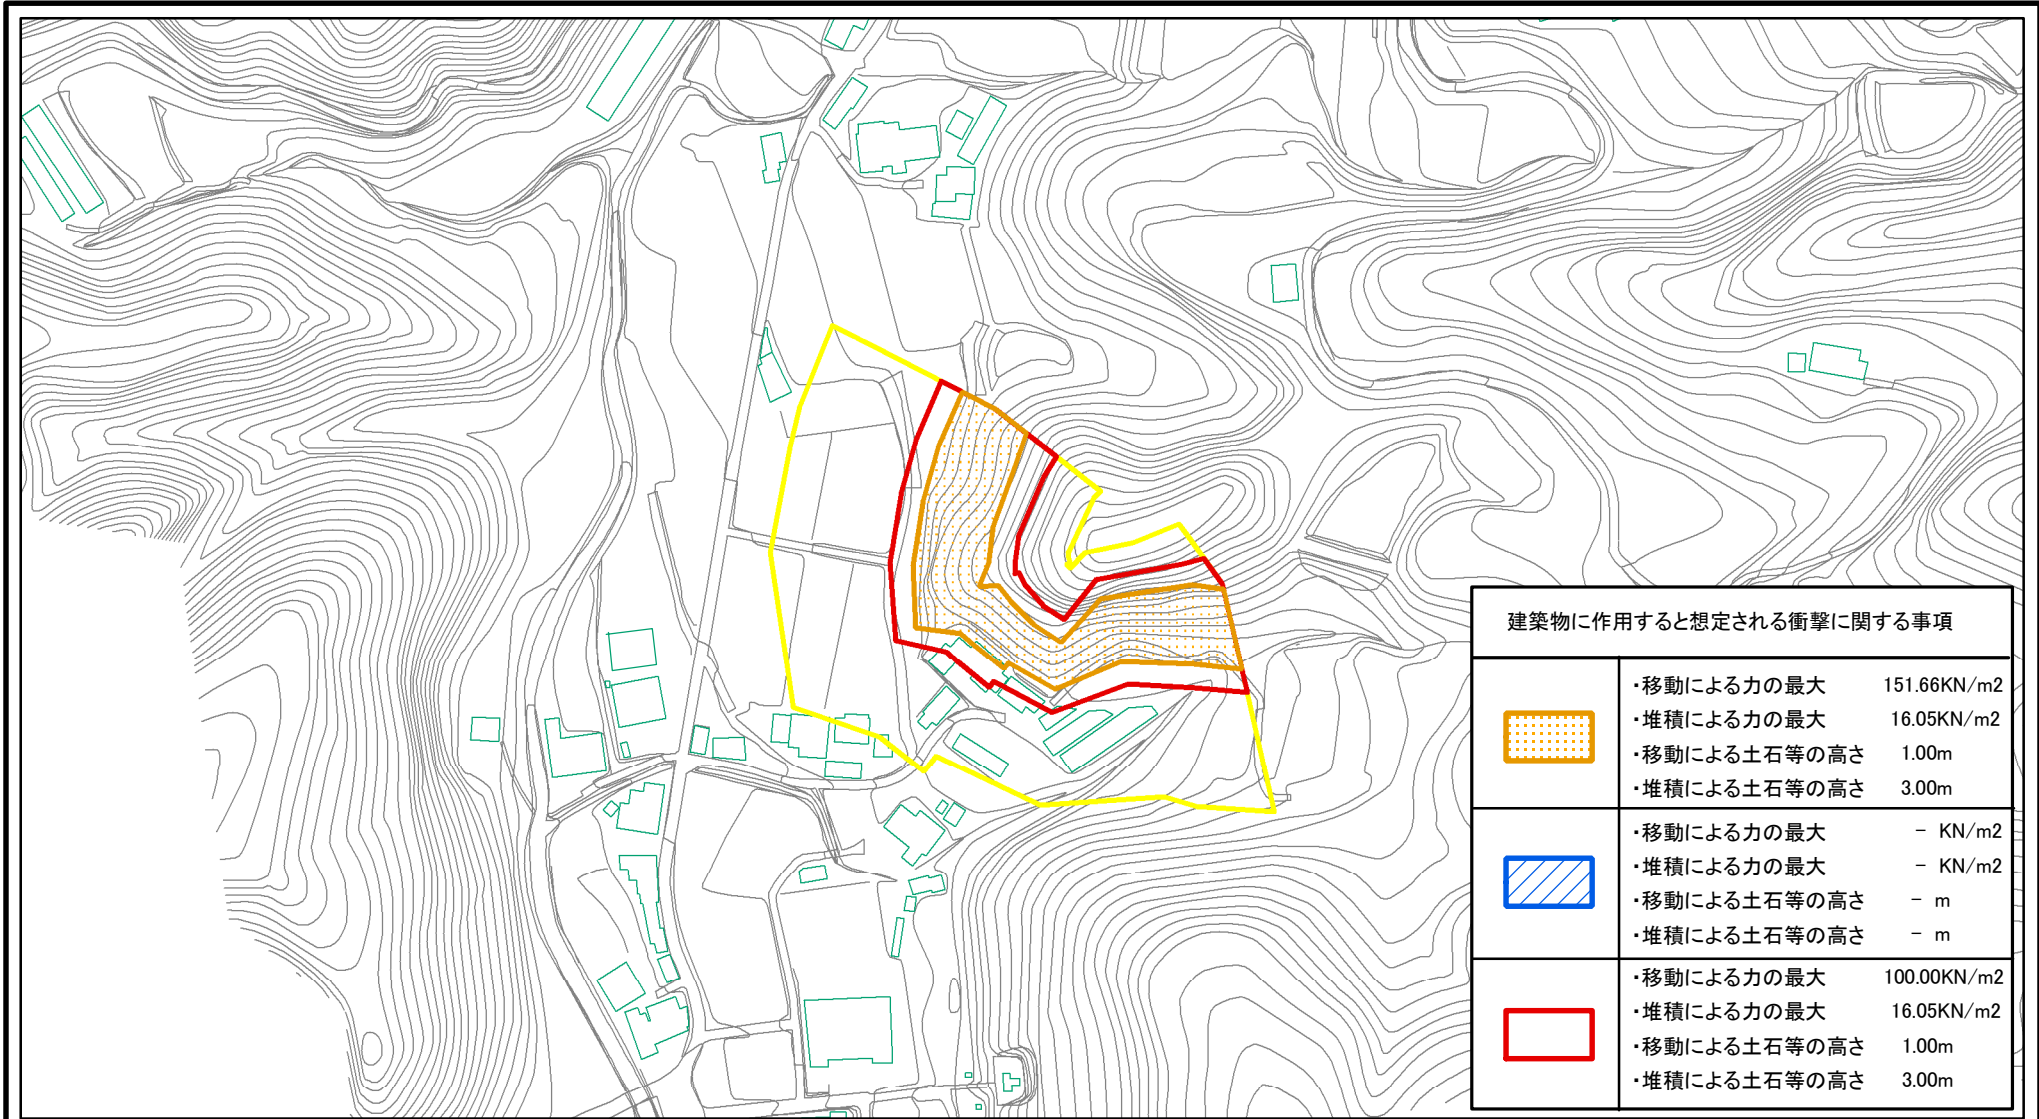 建築物に作用すると想定される衝撃に関する事項
・移動による力の最大 151.66KN/m2
・堆積による力の最大 16.05KN/m2
・移動による土石等の高さ 1.00m
・堆積による土石等の高さ 3.00m
・移動による力の最大 － KN/m2
・堆積による力の最大 － KN/m2
・移動による土石等の高さ － m
・堆積による土石等の高さ － m
・移動による力の最大 100.00KN/m2
・堆積による力の最大 16.05KN/m2
・移動による土石等の高さ 1.00m
・堆積による土石等の高さ 3.00m